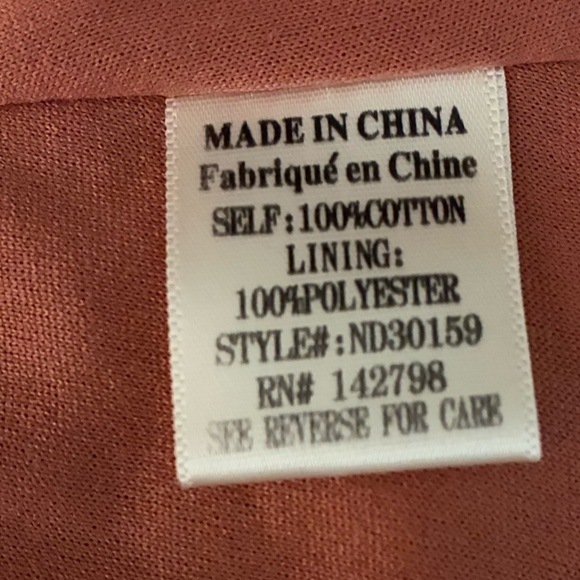 MADE IN CHINA
Fabriqué en Chine
SELF:100%COTTON
LINING:
100%POLYESTER
STYLE#:ND30159
RN# 142798
SEE REVERSE FOR CARE